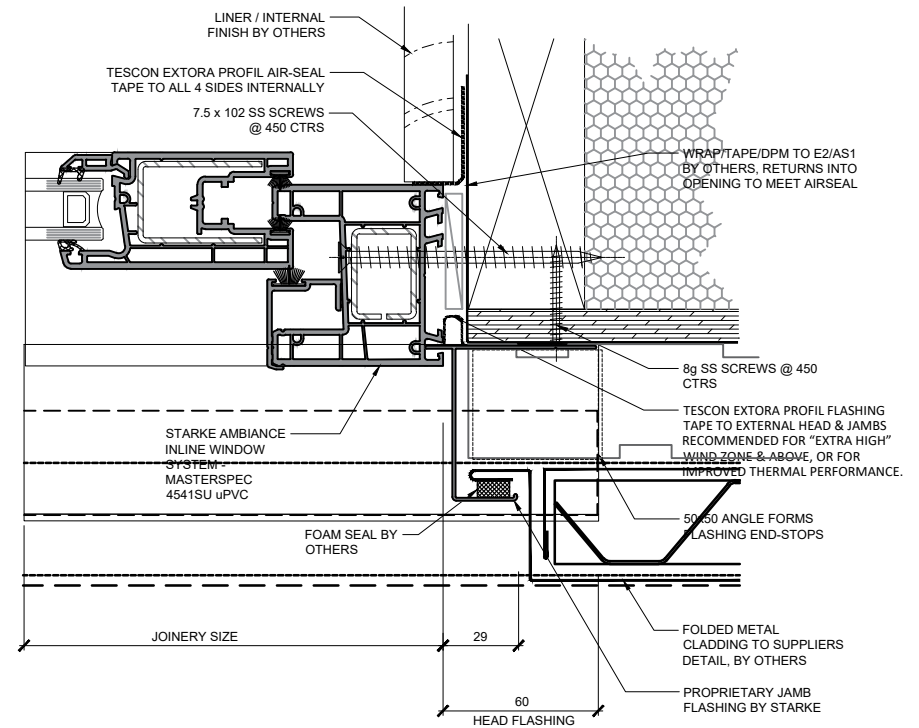 LINER / INTERNAL
FINISH BY OTHERS
TESCON EXTORA PROFIL AIR-SEAL
TAPE TO ALL 4 SIDES INTERNALLY
7.5 x 102 SS SCREWS
@ 450 CTRS
WRAP/TAPE/DPM TO E2/AS1
BY OTHERS, RETURNS INTO
OPENING TO MEET AIRSEAL
8g SS SCREWS @ 450
CTRS
TESCON EXTORA PROFIL FLASHING
TAPE TO EXTERNAL HEAD & JAMBS
RECOMMENDED FOR “EXTRA HIGH”
WIND ZONE & ABOVE, OR FOR
IMPROVED THERMAL PERFORMANCE.
STARKE AMBIANCE
INLINE WINDOW
SYSTEM -
MASTERSPEC
4541SU uPVC
50x50 ANGLE FORMS
FLASHING END-STOPS
FOAM SEAL BY
OTHERS
JOINERY SIZE
29
FOLDED METAL
CLADDING TO SUPPLIERS
DETAIL, BY OTHERS
60
HEAD FLASHING
PROPRIETARY JAMB
FLASHING BY STARKE